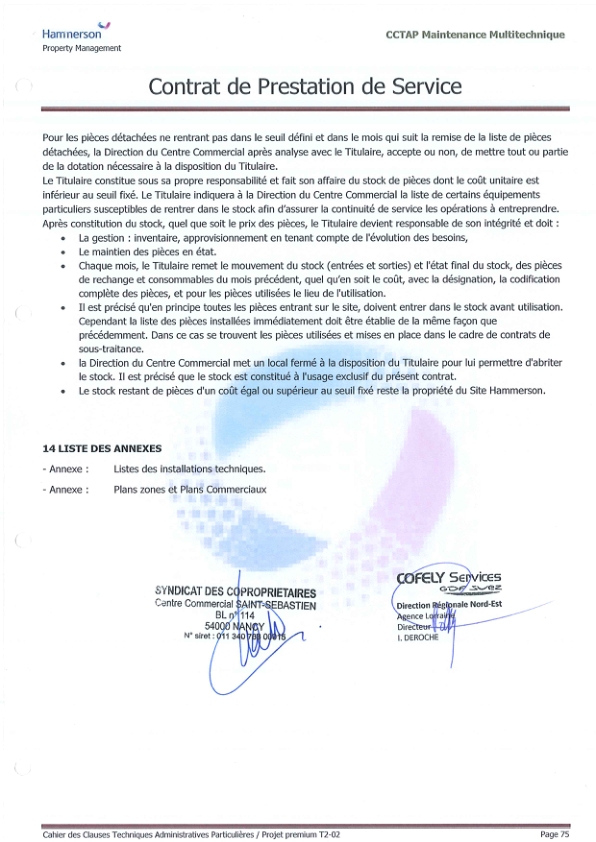 Hammerson
Property Management
CCTAP Maintenance Multitechnique
Contrat de Prestation de Service
Pour les pièces détachées ne rentrant pas dans le seuil défini et dans le mois qui suit la remise de la liste de pièces
détachées, la Direction du Centre Commercial après analyse avec le Titulaire, accepte ou non, de mettre tout ou partie
de la dotation nécessaire à la disposition du Titulaire.
Le Titulaire constitue sous sa propre responsabilité et fait son affaire du stock de pièces dont le coût unitaire est
inférieur au seuil fixé. Le Titulaire indiquera à la Direction du Centre Commercial la liste de certains équipements
particuliers susceptibles de rentrer dans le stock afin d'assurer la continuité de service les opérations à entreprendre.
Après constitution du stock, quel que soit le prix des pièces, le Titulaire devient responsable de son intégrité et doit :
• La gestion : inventaire, approvisionnement en tenant compte de l'évolution des besoins,
• Le maintien des pièces en état.
• Chaque mois, le Titulaire remet le mouvement du stock (entrées et sorties) et l'état final du stock, des pièces
de rechange et consommables du mois précédent, quel qu'en soit le coût, avec la désignation, la codification
complète des pièces, et pour les pièces utilisées le lieu de l'utilisation.
• Il est précisé qu'en principe toutes les pièces entrant sur le site, doivent entrer dans le stock avant utilisation.
Cependant la liste des pièces installées immédiatement doit être établie de la même façon que
précédemment. Dans ce cas se trouvent les pièces utilisées et mises en place dans le cadre de contrats de
sous-traitance.
• la Direction du Centre Commercial met un local fermé à la disposition du Titulaire pour lui permettre d'abriter
le stock. Il est précisé que le stock est constitué à l'usage exclusif du présent contrat.
• Le stock restant de pièces d'un coût égal ou supérieur au seuil fixé reste la propriété du Site Hammerson.
14 LISTE DES ANNEXES
- Annexe : Listes des installations techniques.
- Annexe : Plans zones et Plans Commerciaux
SYNDICAT DES COPROPRIETAIRES
Centre Commercial SAINT-SEBASTIEN
BL n° 114
54000 NANCY
N° siret : 011 340 00015
COFELY Services
GDF SUEZ
Direction Régionale Nord-Est
Agence Lorraine
Directeur
I. DEROCHE
Cahier des Clauses Techniques Administratives Particulières / Projet premium T2-02
Page 75